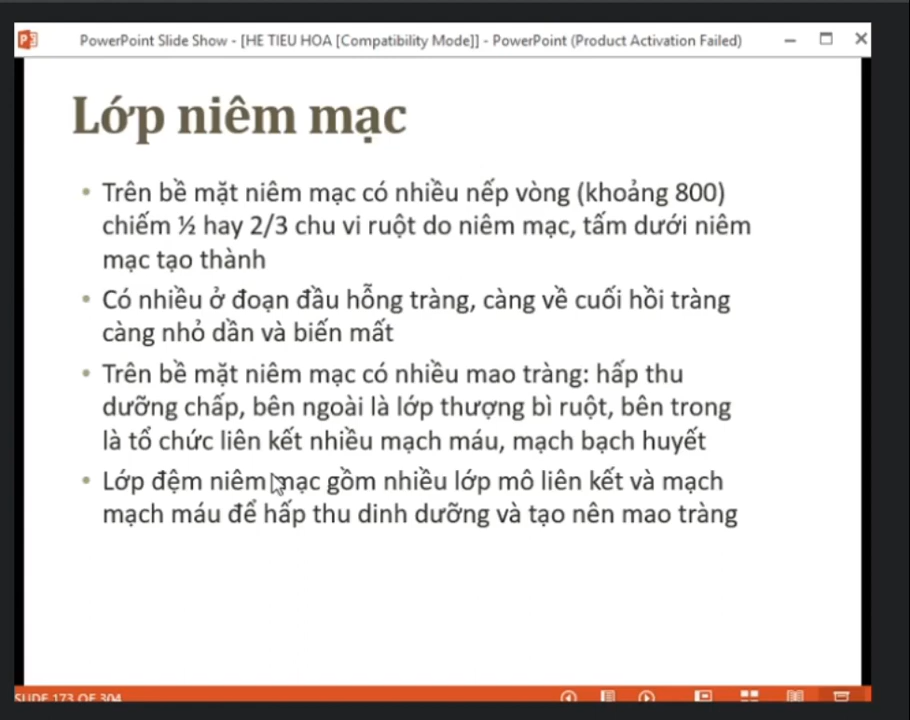 PowerPoint Slide Show - [HE TIEU HOA [Compatibility Mode]] - PowerPoint (Product Activation Failed)
Lớp niêm mạc
• Trên bề mặt niêm mạc có nhiều nếp vòng (khoảng 800)
chiếm ½ hay 2/3 chu vi ruột do niêm mạc, tấm dưới niêm
mạc tạo thành
• Có nhiều ở đoạn đầu hỗng tràng, càng về cuối hồi tràng
càng nhỏ dần và biến mất
• Trên bề mặt niêm mạc có nhiều mao tràng: hấp thu
dưỡng chấp, bên ngoài là lớp thượng bì ruột, bên trong
là tổ chức liên kết nhiều mạch máu, mạch bạch huyết
• Lớp đệm niêm mạc gồm nhiều lớp mô liên kết và mạch
mạch máu để hấp thu dinh dưỡng và tạo nên mao tràng
SLIDE 173 OF 304